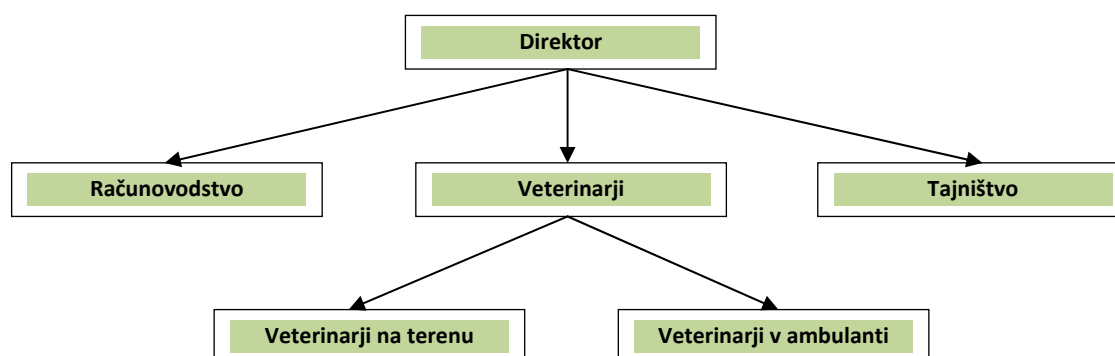 Direktor
Računovodstvo
Veterinarji
Tajništvo
Veterinarji na terenu
Veterinarji v ambulanti